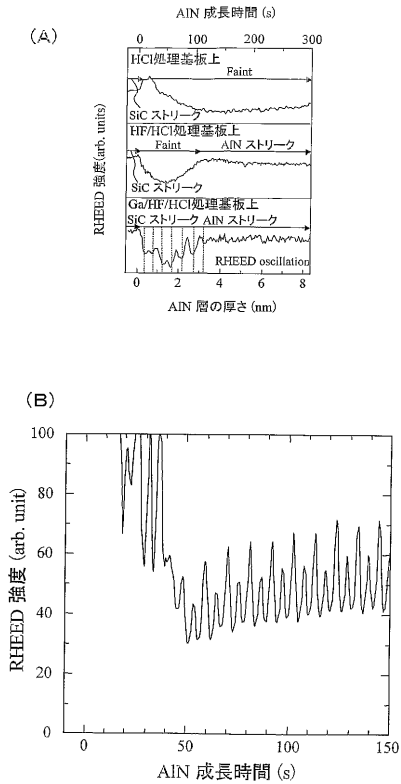 (A)
AlN 成長時間 (s)
0 100 200 300
HCl処理基板上
Faint
SiC ストリーク
HF/HCl処理基板上
Faint AlN ストリーク
SiC ストリーク
Ga/HF/HCl処理基板上
SiC ストリーク AlN ストリーク
RHEED oscillation
RHEED 強度(arb. units)
0 2 4 6 8
AlN 層の厚さ (nm)
(B)
100
80
60
40
20
0
RHEED 強度 (arb. unit)
0 50 100 150
AlN 成長時間 (s)